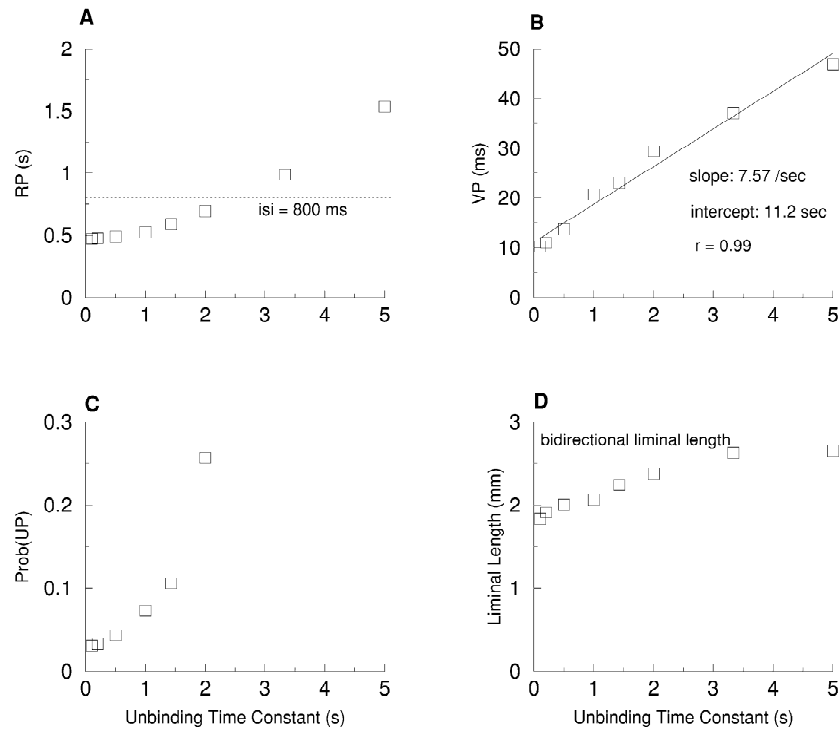 A
2
1.5
1
0.5
0
RP (s)
isi = 800 ms
0 1 2 3 4 5
B
50
40
30
20
10
0
VP (ms)
slope: 7.57 /sec
intercept: 11.2 sec
r = 0.99
0 1 2 3 4 5
C
0.3
0.2
0.1
0
Prob(UP)
0 1 2 3 4 5
Unbinding Time Constant (s)
D
3
2
1
0
Liminal Length (mm)
bidirectional liminal length
0 1 2 3 4 5
Unbinding Time Constant (s)